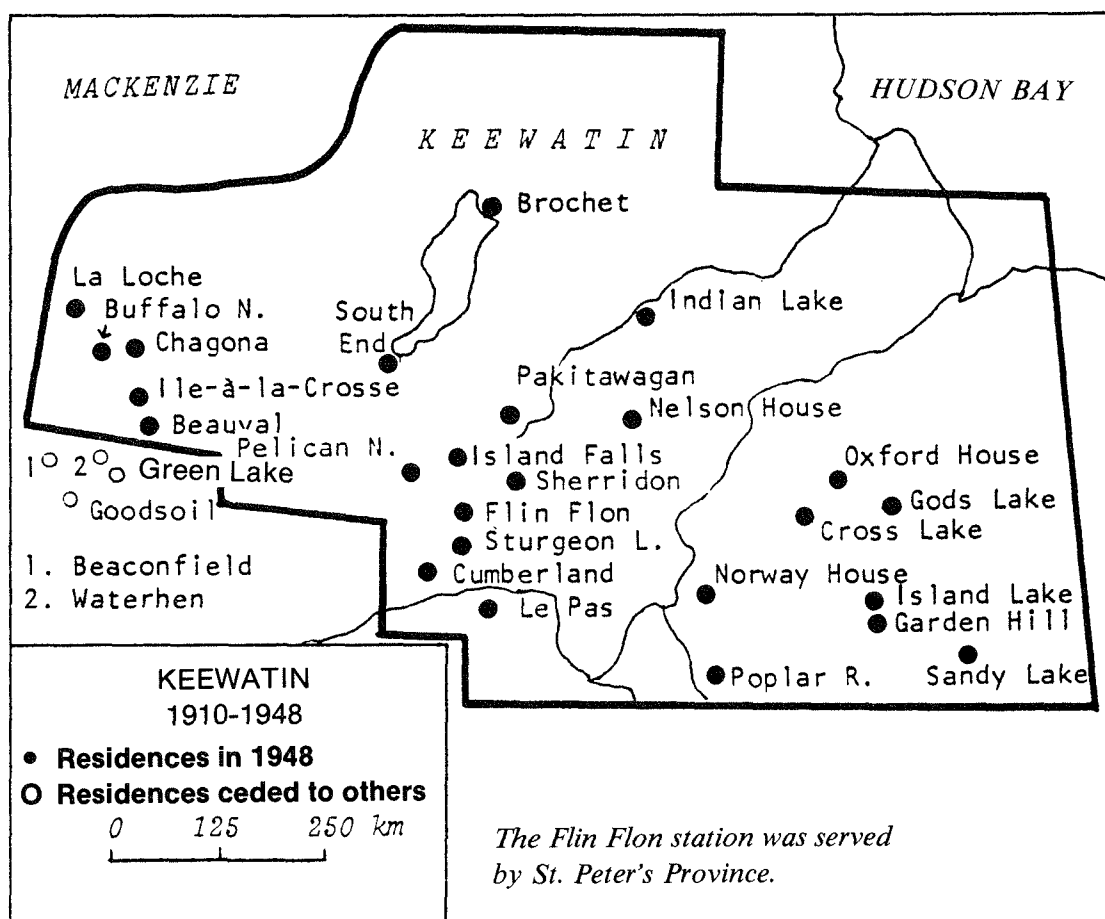 MACKENZIE
HUDSON BAY
KEEWATIN
Brochet
La Loche
Buffalo N.
Chagona
South
End
Indian Lake
Ile-à-la-Crosse
Beauval
Pakitawagan
Nelson House
Pelican N.
Island Falls
Sherridon
1 2 Green Lake
Goodsoil
Flin Flon
Sturgeon L.
Cumberland
Le Pas
Oxford House
Gods Lake
Cross Lake
1. Beaconfield
2. Waterhen
Norway House
Island Lake
Garden Hill
Poplar R.
Sandy Lake
KEEWATIN
1910-1948
Residences in 1948
Residences ceded to others
0 125 250 km
The Flin Flon station was served
by St. Peter's Province.